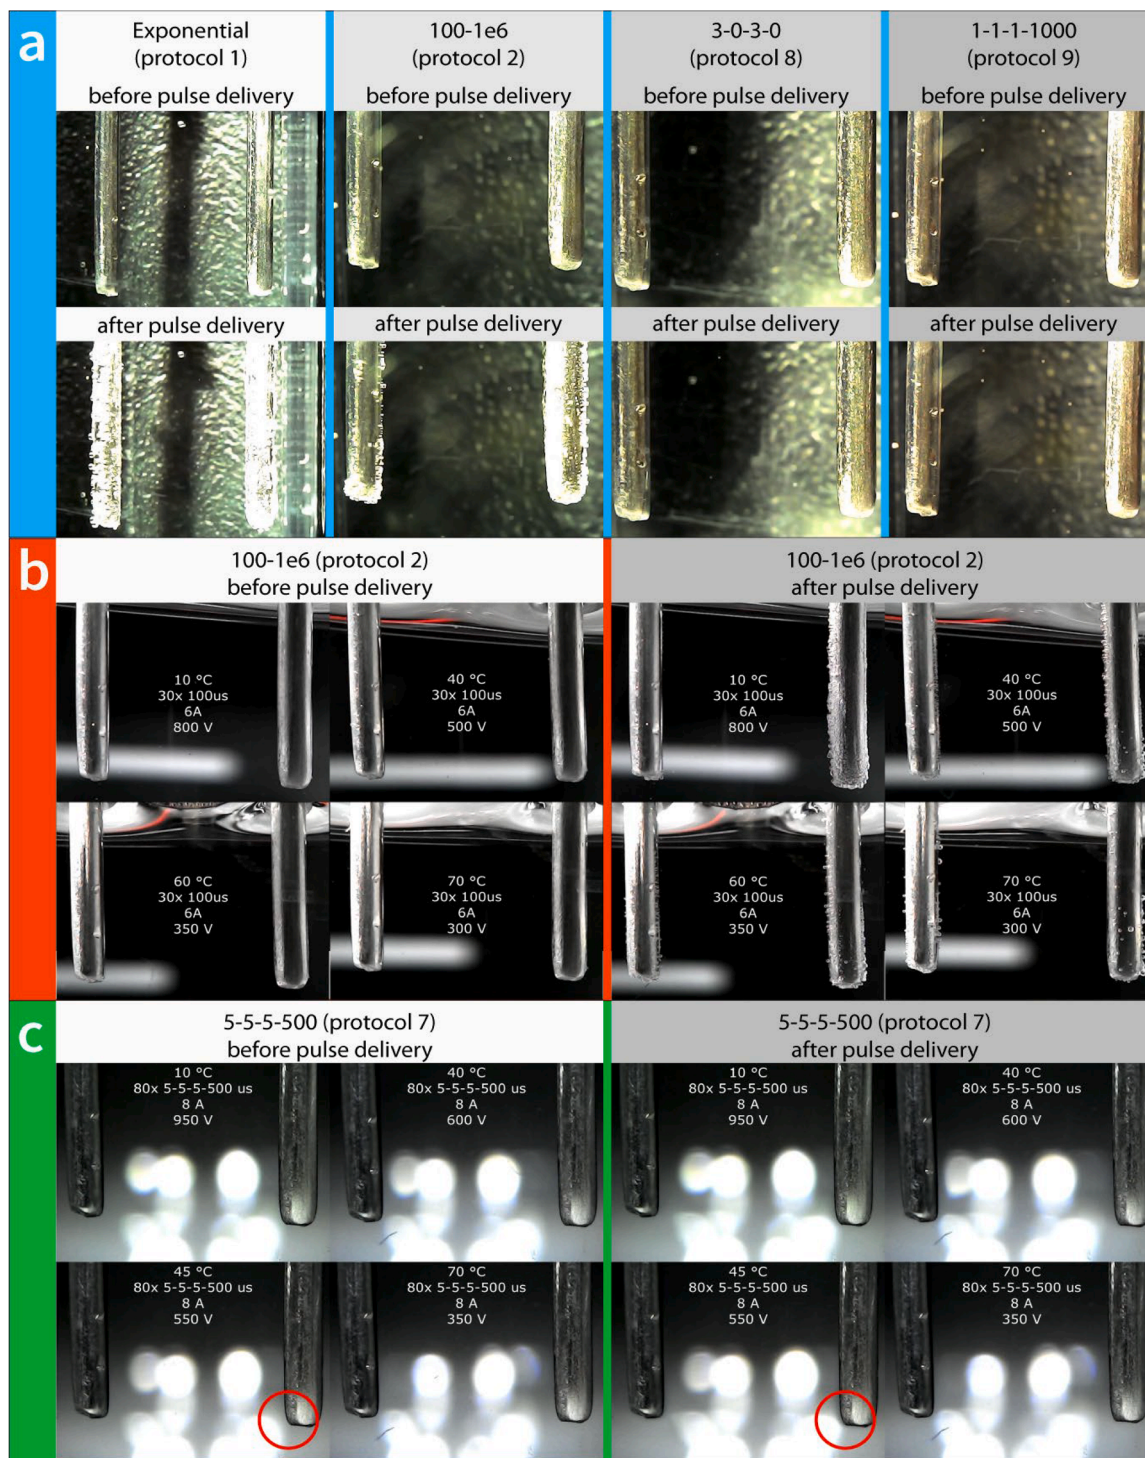 a
Exponential
(protocol 1)
before pulse delivery
100-1e6
(protocol 2)
before pulse delivery
3-0-3-0
(protocol 8)
before pulse delivery
1-1-1-1000
(protocol 9)
before pulse delivery
after pulse delivery
after pulse delivery
after pulse delivery
after pulse delivery
b
100-1e6 (protocol 2)
before pulse delivery
100-1e6 (protocol 2)
after pulse delivery
10 °C
30x 100us
6A
800 V
40 °C
30x 100us
6A
500 V
10 °C
30x 100us
6A
800 V
40 °C
30x 100us
6A
500 V
60 °C
30x 100us
6A
350 V
70 °C
30x 100us
6A
300 V
60 °C
30x 100us
6A
350 V
70 °C
30x 100us
6A
300 V
c
5-5-5-500 (protocol 7)
before pulse delivery
5-5-5-500 (protocol 7)
after pulse delivery
10 °C
80x 5-5-5-500 us
8 A
950 V
40 °C
80x 5-5-5-500 us
8 A
600 V
10 °C
80x 5-5-5-500 us
8 A
950 V
40 °C
80x 5-5-5-500 us
8 A
600 V
45 °C
80x 5-5-5-500 us
8 A
550 V
70 °C
80x 5-5-5-500 us
8 A
350 V
45 °C
80x 5-5-5-500 us
8 A
550 V
70 °C
80x 5-5-5-500 us
8 A
350 V